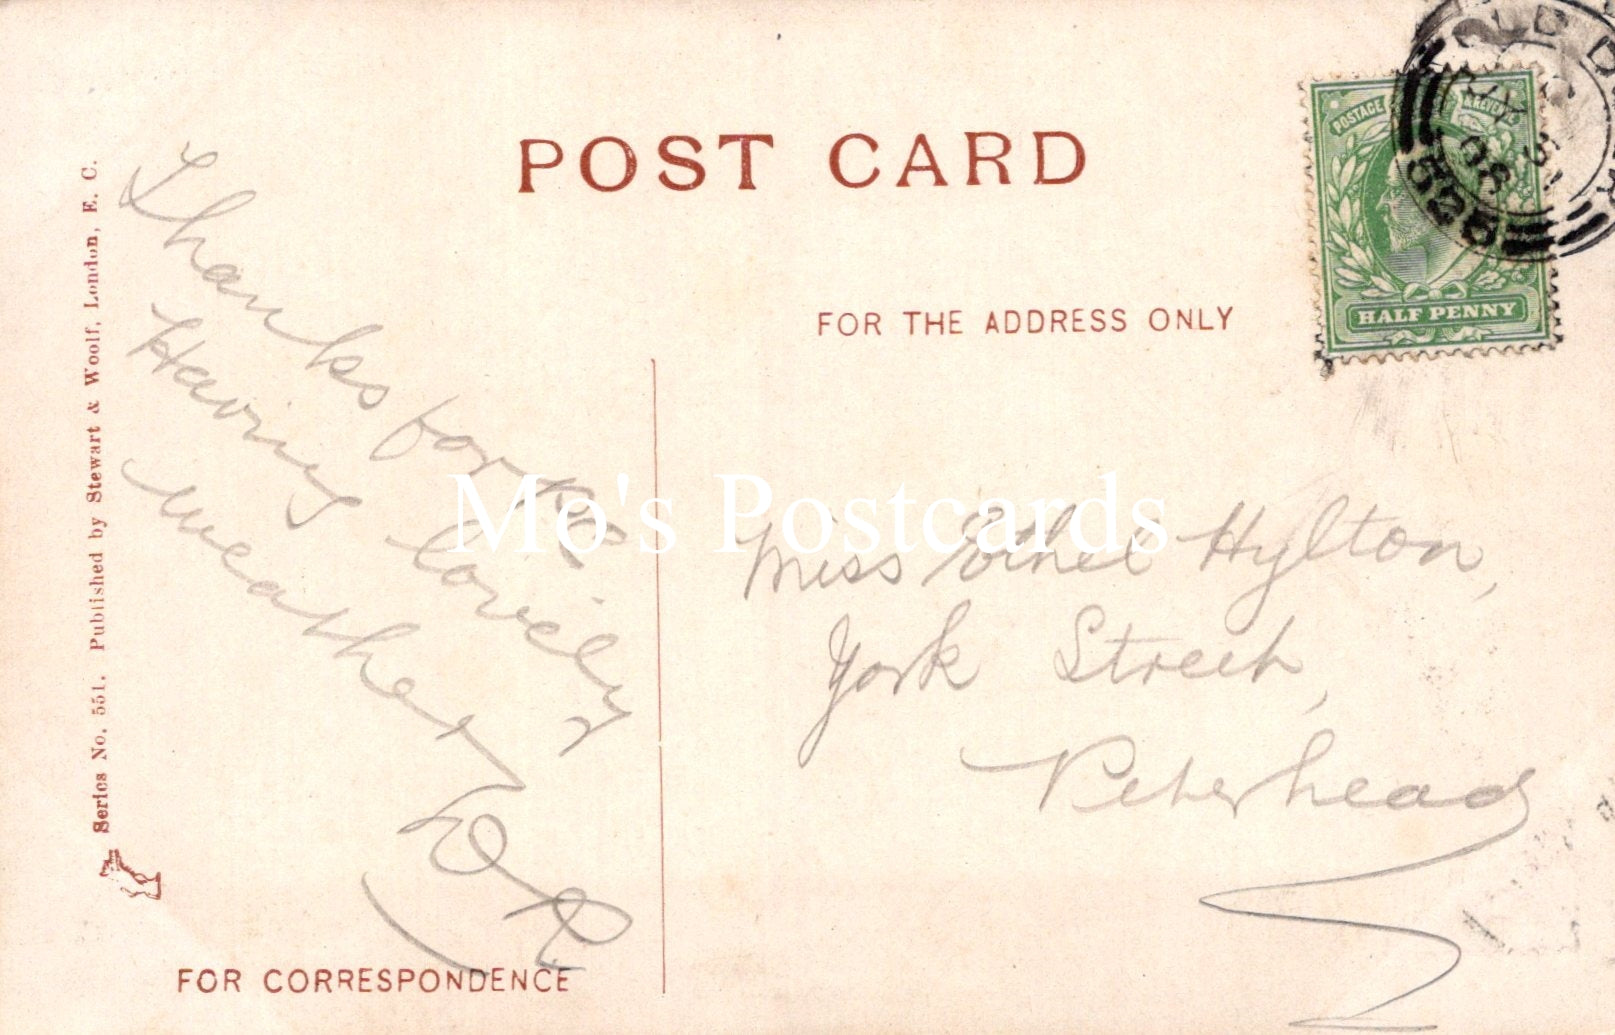 POST CARD
FOR THE ADDRESS ONLY
POSTAGE & REVENUE
HALF PENNY
Series No. 551. Published by Stewart & Woolf, London, E. C.
Thanks for P.C.
Having lovely
weather
Mo's Postcards
Miss Ethel Hylton,
York Street,
Peterhead
FOR CORRESPONDENCE